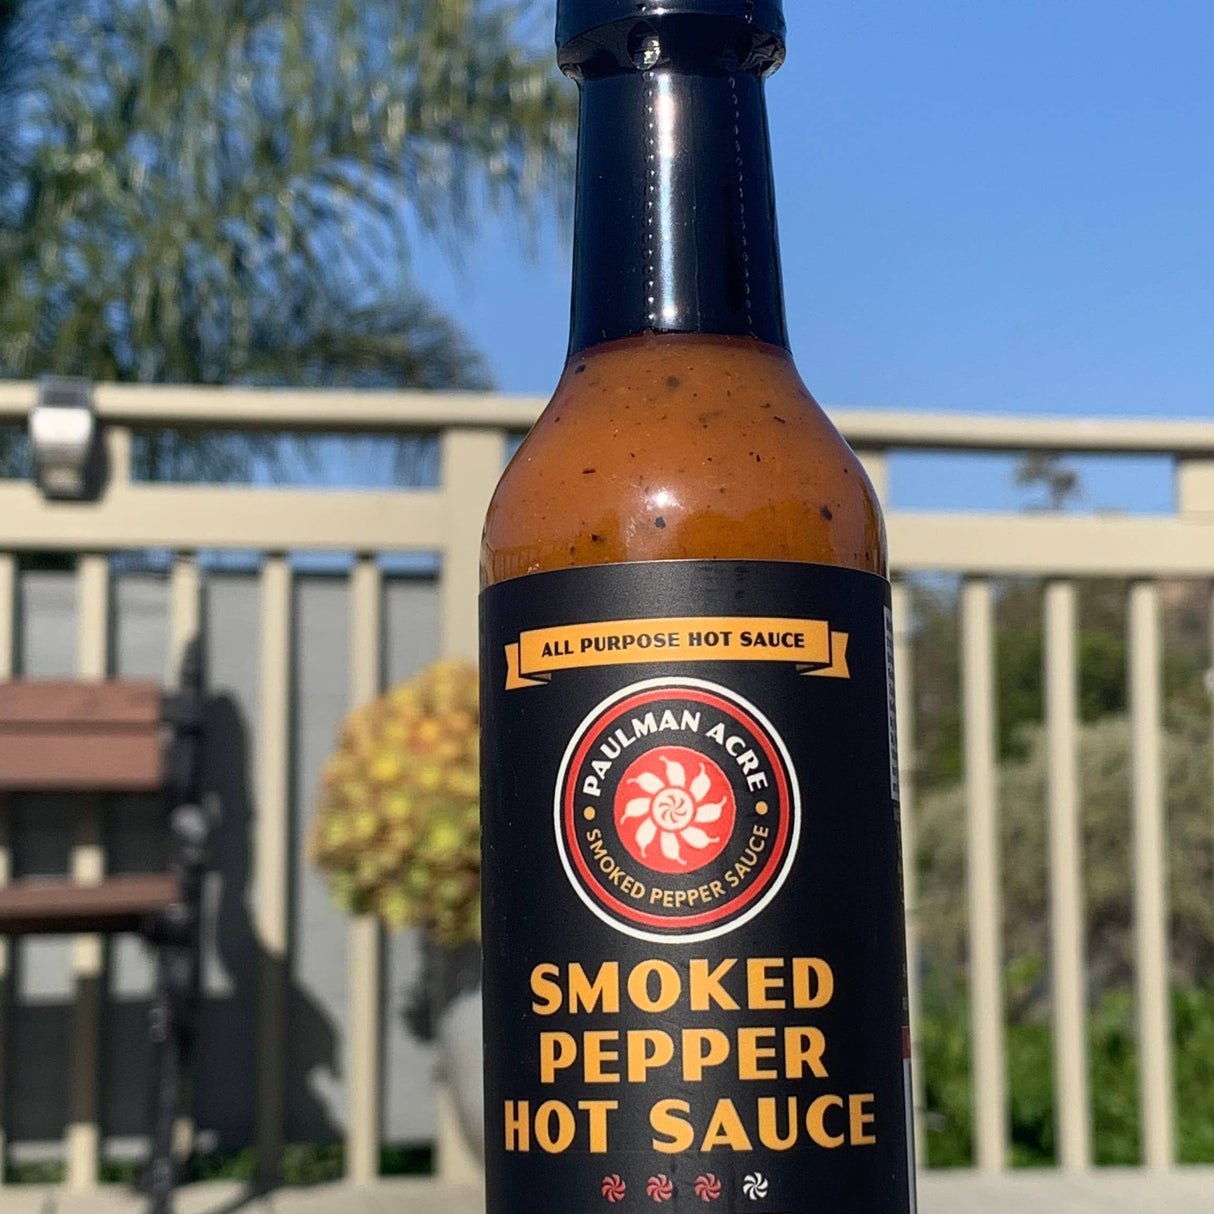 ALL PURPOSE HOT SAUCE
PAULMAN ACRE
SMOKED PEPPER SAUCE
SMOKED
PEPPER
HOT SAUCE